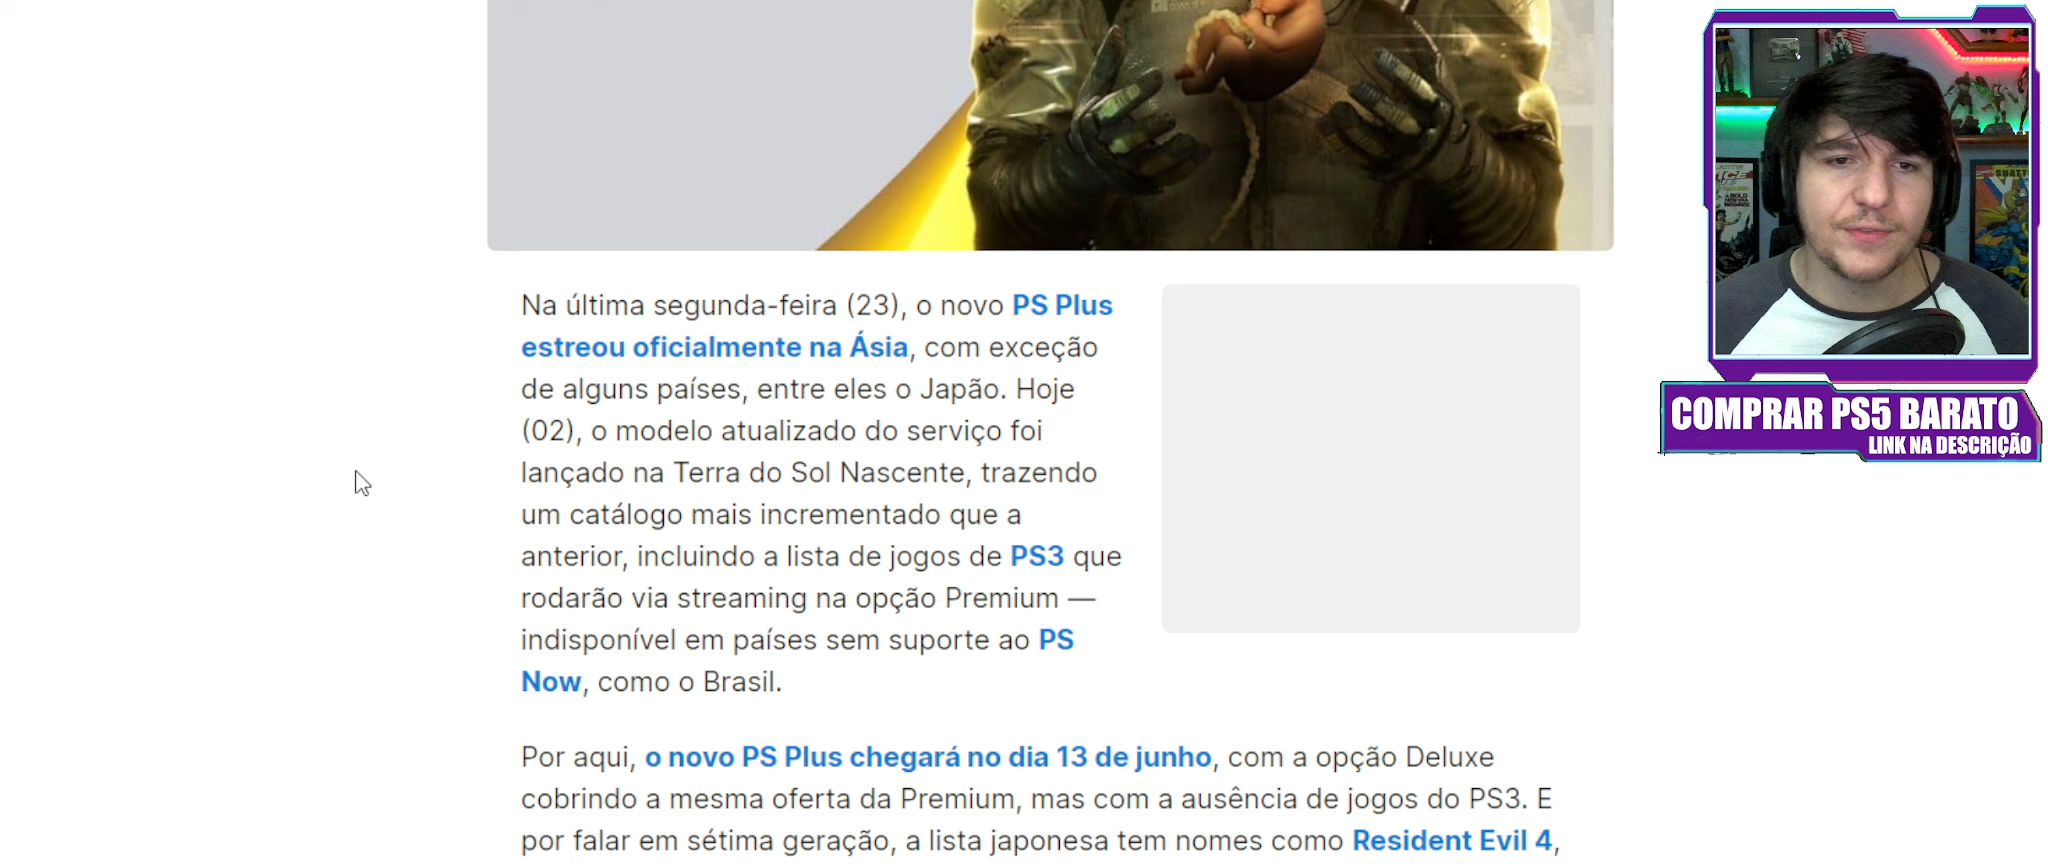 Na última segunda-feira (23), o novo PS Plus
estreou oficialmente na Ásia, com exceção
de alguns países, entre eles o Japão. Hoje
(02), o modelo atualizado do serviço foi
lançado na Terra do Sol Nascente, trazendo
um catálogo mais incrementado que a
anterior, incluindo a lista de jogos de PS3 que
rodarão via streaming na opção Premium —
indisponível em países sem suporte ao PS
Now, como o Brasil.
Por aqui, o novo PS Plus chegará no dia 13 de junho, com a opção Deluxe
cobrindo a mesma oferta da Premium, mas com a ausência de jogos do PS3. E
por falar em sétima geração, a lista japonesa tem nomes como Resident Evil 4,
COMPRAR PS5 BARATO
LINK NA DESCRIÇÃO